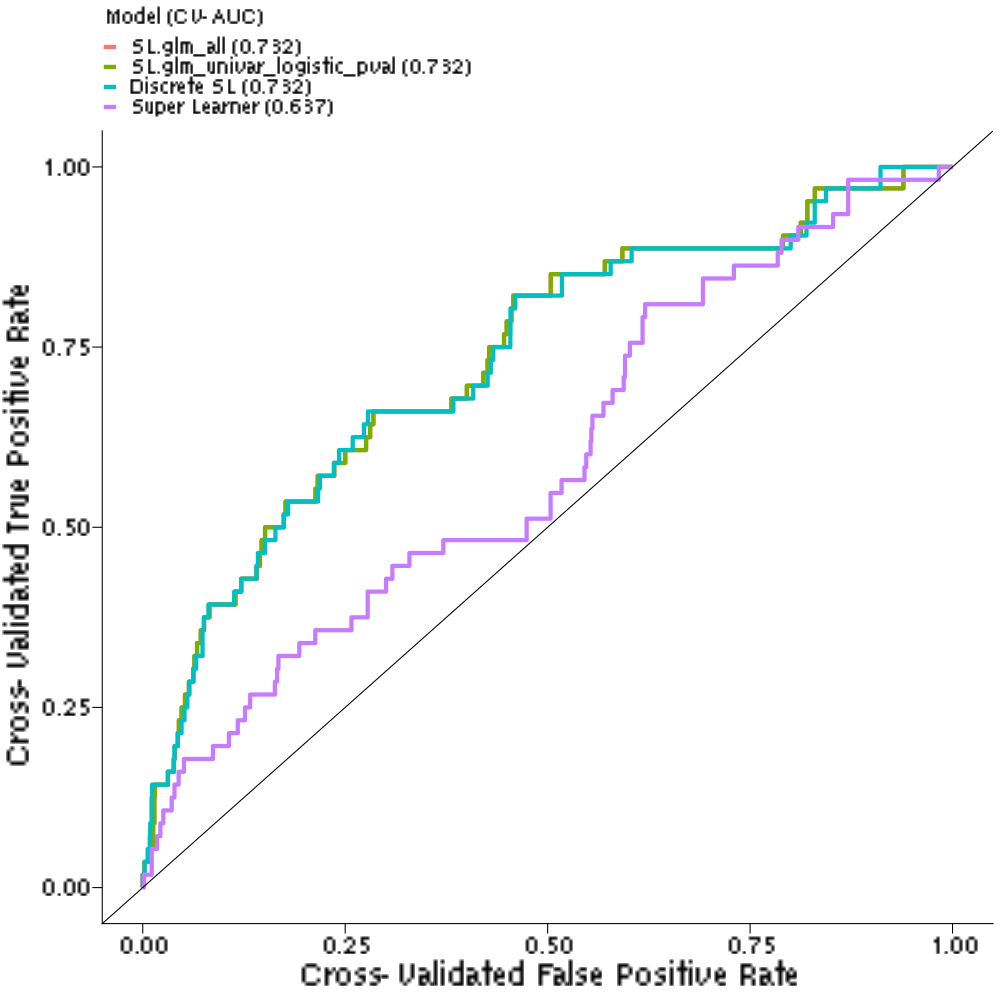 Model (CV- AUC)
SL.glm_all (0.732)
SL.glm_univar_logistic_pval (0.732)
Discrete SL (0.732)
Super Learner (0.637)
1.00
0.75
0.50
0.25
0.00
Cross- Validated True Positive Rate
0.00 0.25 0.50 0.75 1.00
Cross- Validated False Positive Rate